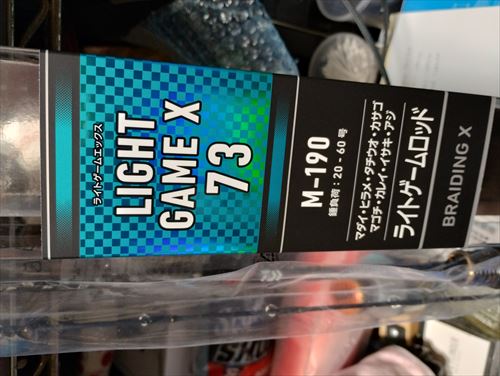 ライトゲームエックス
LIGHT
GAME X
73
M-190
錘負荷：20-60号
マダイ・ヒラメ・タチウオ・カサゴ
マゴチ・カレイ・イサキ・アジ
ライトゲームロッド
BRAIDING X